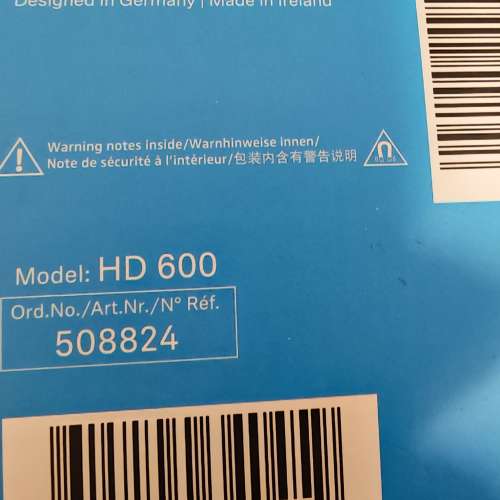 Designed in Germany | Made in Ireland
Warning notes inside/Warnhinweise innen/
Note de sécurité à l'intérieur/包装内含有警告说明
Model: HD 600
Ord.No./Art.Nr./N° Réf.
508824